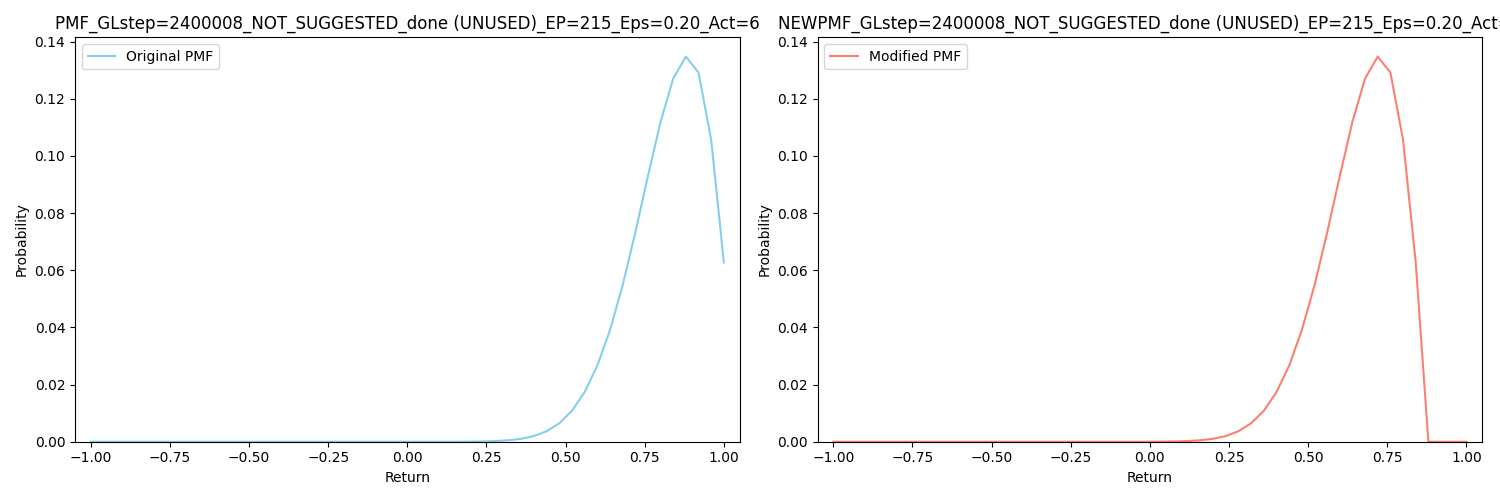 PMF_GLstep=2400008_NOT_SUGGESTED_done (UNUSED)_EP=215_Eps=0.20_Act=6
Original PMF
0.14
0.12
0.10
0.08
0.06
0.04
0.02
0.00
Probability
−1.00 −0.75 −0.50 −0.25 0.00 0.25 0.50 0.75 1.00
Return
NEWPMF_GLstep=2400008_NOT_SUGGESTED_done (UNUSED)_EP=215_Eps=0.20_Act=
Modified PMF
0.14
0.12
0.10
0.08
0.06
0.04
0.02
0.00
Probability
−1.00 −0.75 −0.50 −0.25 0.00 0.25 0.50 0.75 1.00
Return